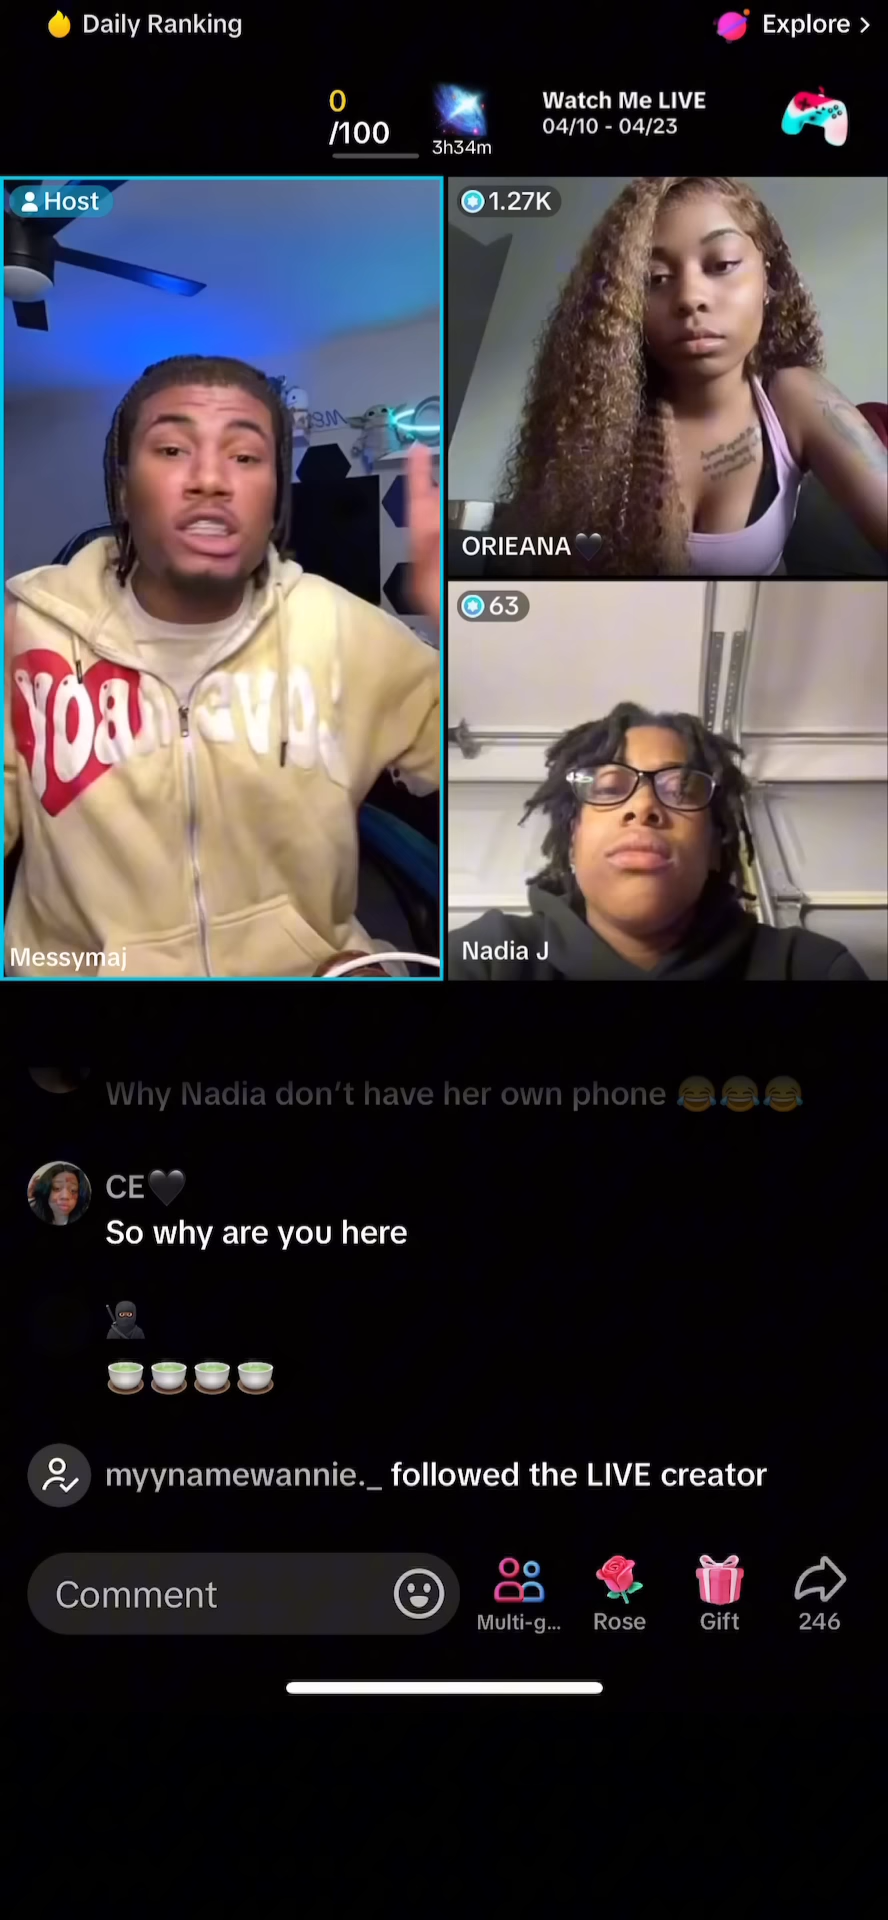 Daily Ranking
Explore >
0
/100
3h34m
Watch Me LIVE
04/10 - 04/23
Host
1.27K
ORIEANA🖤
63
Messymaj
Nadia J
Why Nadia don't have her own phone 😂😂😂
CE🖤
So why are you here
🥷🏿
🍵🍵🍵🍵
myynamewannie._ followed the LIVE creator
Comment
Multi-g...
Rose
Gift
246